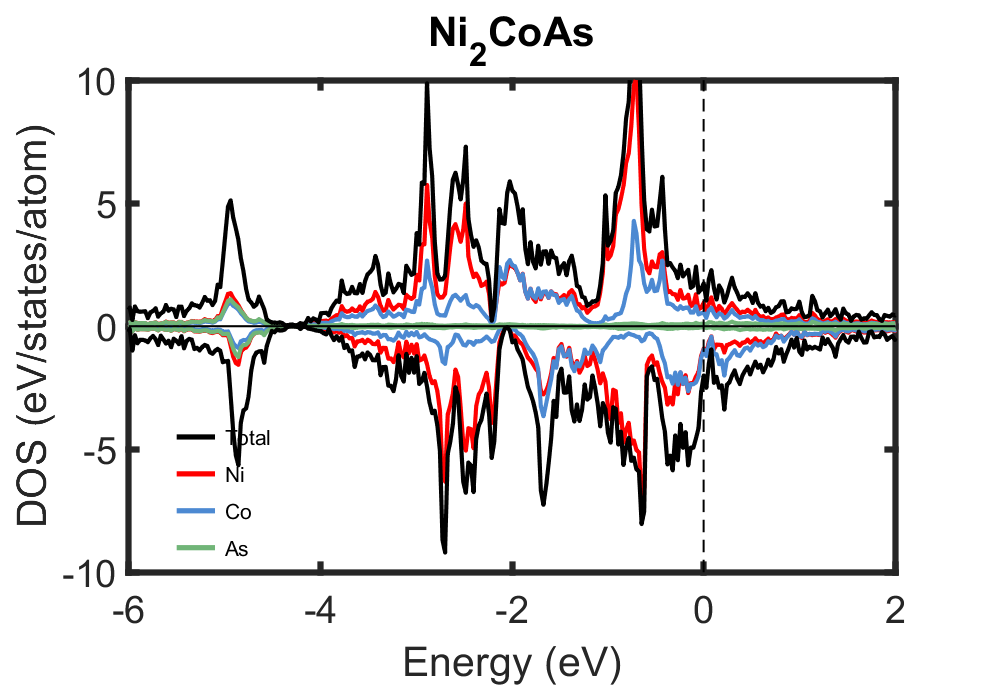 Ni₂CoAs
DOS (eV/states/atom)
10
5
0
-5
-10
Total
Ni
Co
As
-6 -4 -2 0 2
Energy (eV)